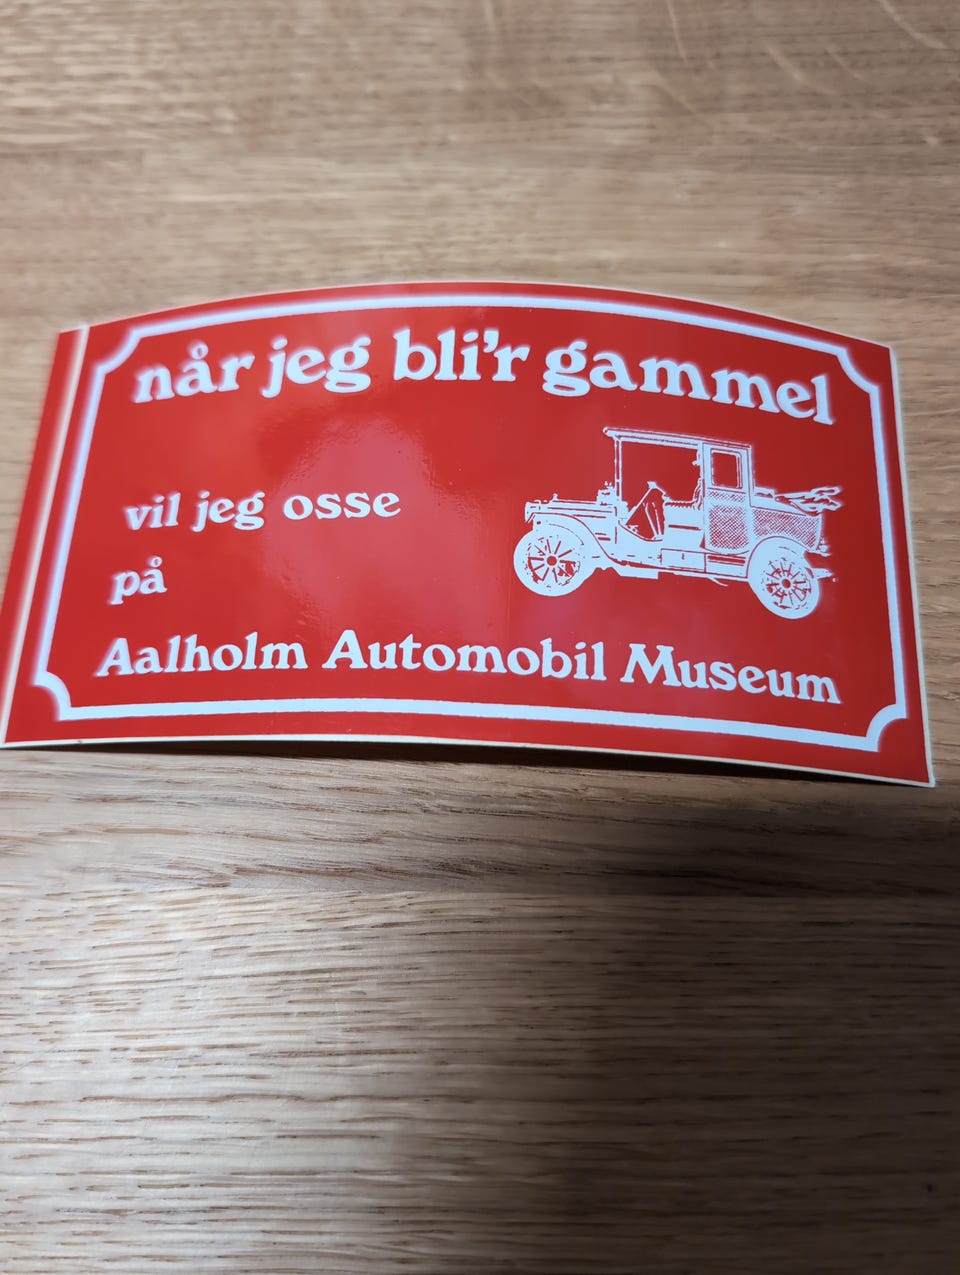 når jeg bli'r gammel
vil jeg osse
på
Aalholm Automobil Museum